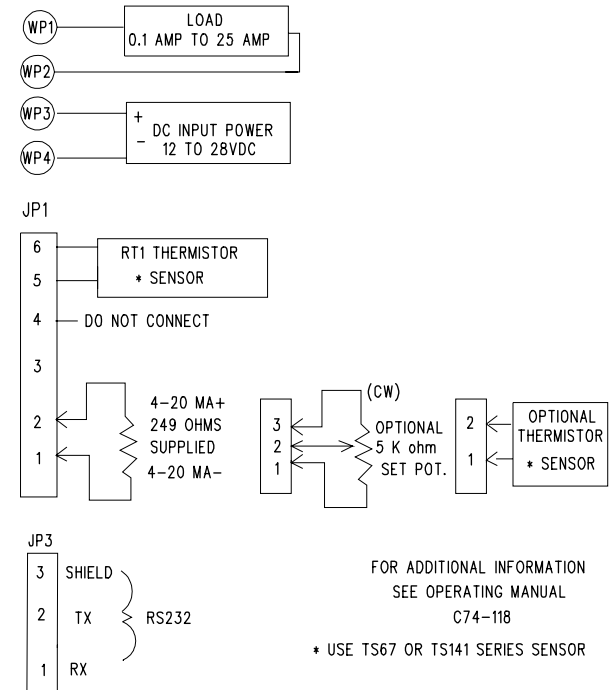 WP1
LOAD
0.1 AMP TO 25 AMP
WP2
WP3
+
DC INPUT POWER
-
12 TO 28VDC
WP4
JP1
6
RT1 THERMISTOR
5
* SENSOR
4
DO NOT CONNECT
3
2
1
4-20 MA+
249 OHMS
SUPPLIED
4-20 MA-
(CW)
3
2
1
OPTIONAL
5 K ohm
SET POT.
2
1
OPTIONAL
THERMISTOR
* SENSOR
JP3
3 SHIELD
2 TX
RS232
1 RX
FOR ADDITIONAL INFORMATION
SEE OPERATING MANUAL
C74-118
* USE TS67 OR TS141 SERIES SENSOR